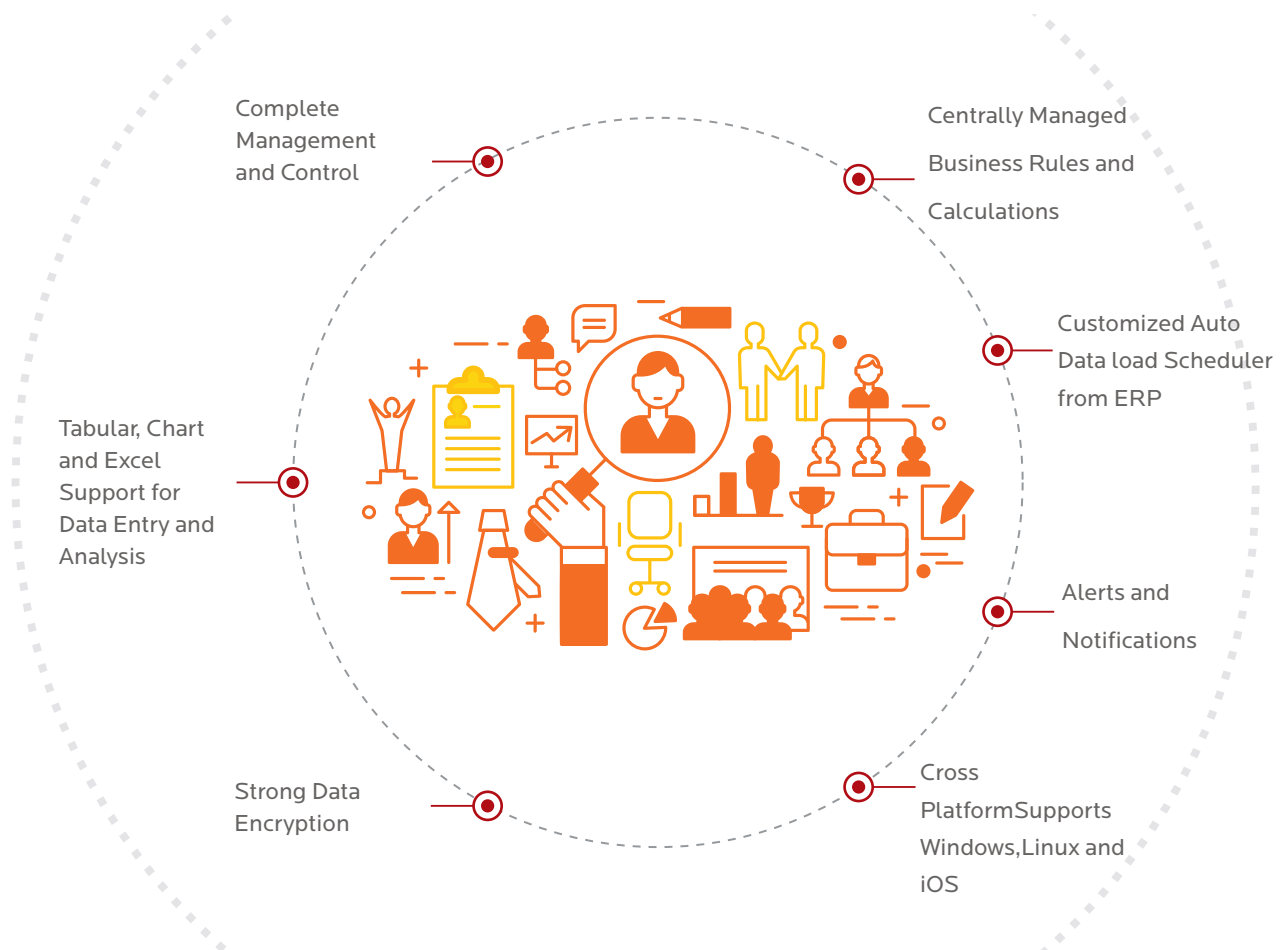 Complete
Management
and Control
Centrally Managed
Business Rules and
Calculations
Customized Auto
Data load Scheduler
from ERP
Tabular, Chart
and Excel
Support for
Data Entry and
Analysis
Alerts and
Notifications
Strong Data
Encryption
Cross
PlatformSupports
Windows,Linux and
iOS